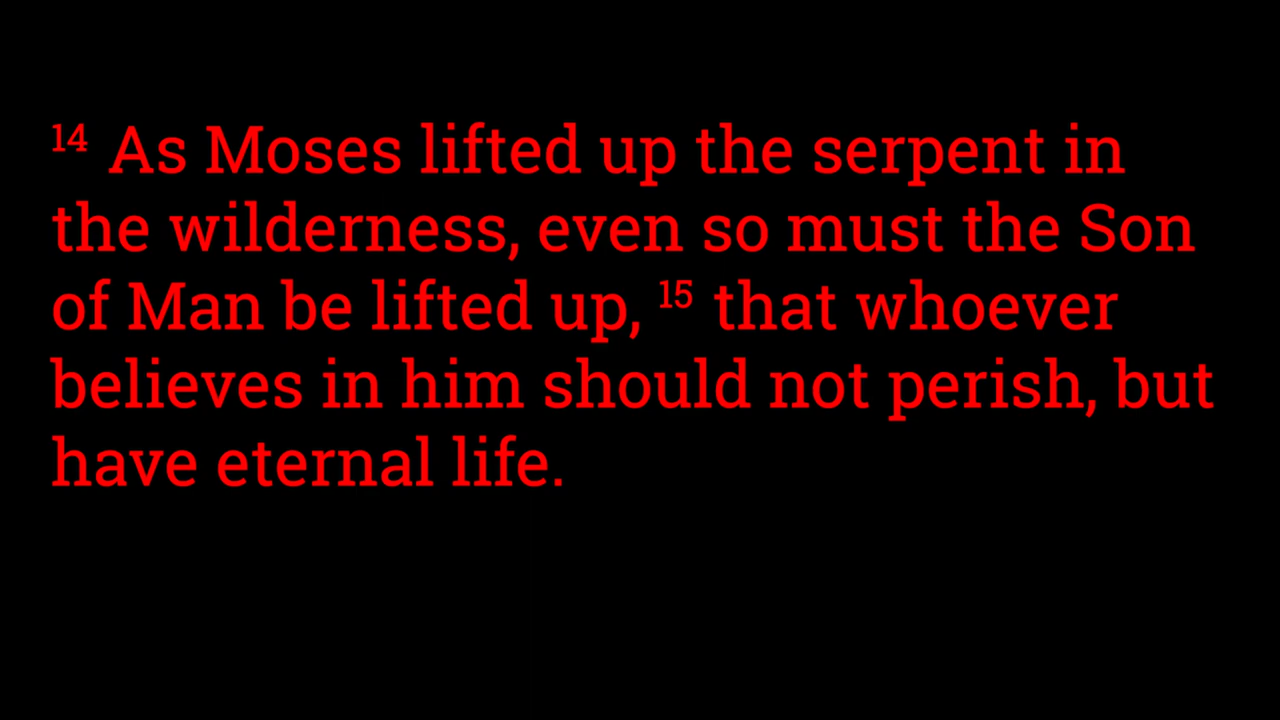 14 As Moses lifted up the serpent in
the wilderness, even so must the Son
of Man be lifted up, 15 that whoever
believes in him should not perish, but
have eternal life.